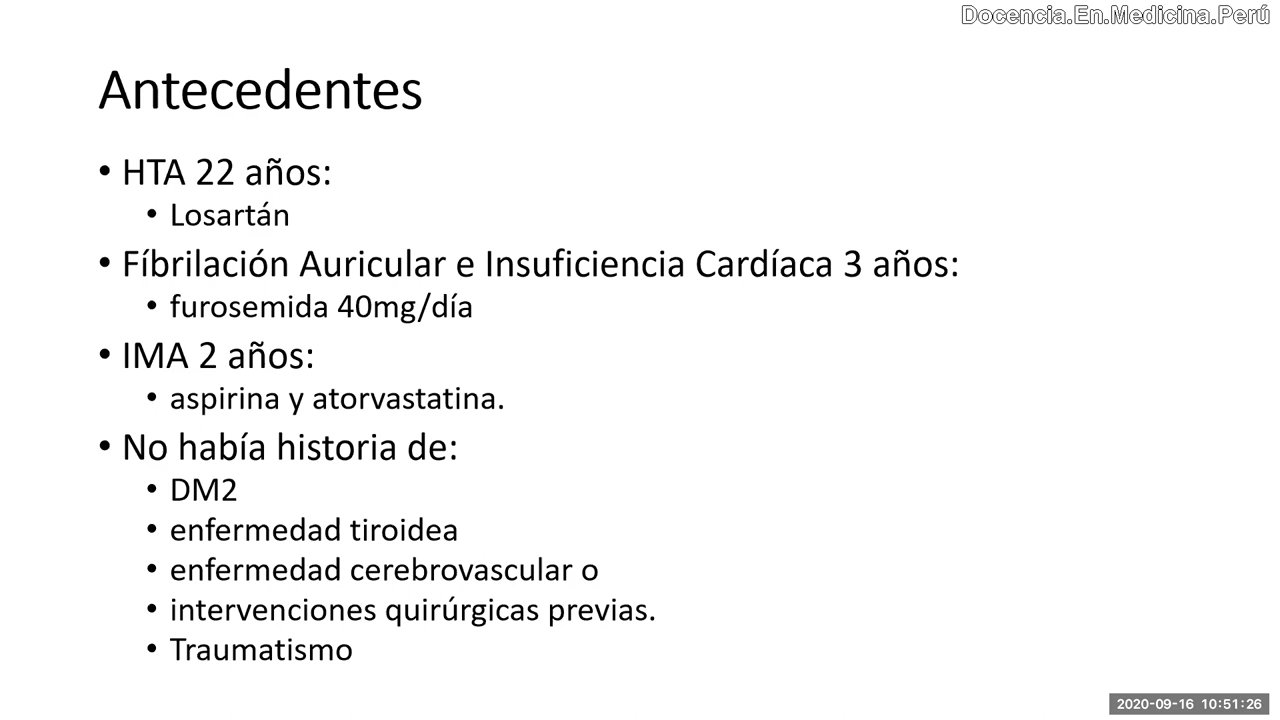 Docencia.En.Medicina.Perú
Antecedentes
• HTA 22 años:
• Losartán
• Fíbrilación Auricular e Insuficiencia Cardíaca 3 años:
• furosemida 40mg/día
• IMA 2 años:
• aspirina y atorvastatina.
• No había historia de:
• DM2
• enfermedad tiroidea
• enfermedad cerebrovascular o
• intervenciones quirúrgicas previas.
• Traumatismo
2020-09-16 10:51:26